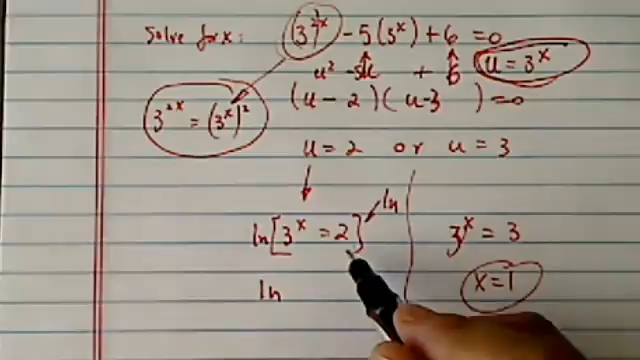 Solve for x: (3)^2x - 5(3^x) + 6 = 0
u² - 5u + 6 u = 3^x
3^2x = (3^x)^2 (u - 2)(u - 3) = 0
u = 2 or u = 3
ln
ln[3^x = 2] 3^x = 3
ln x = 1